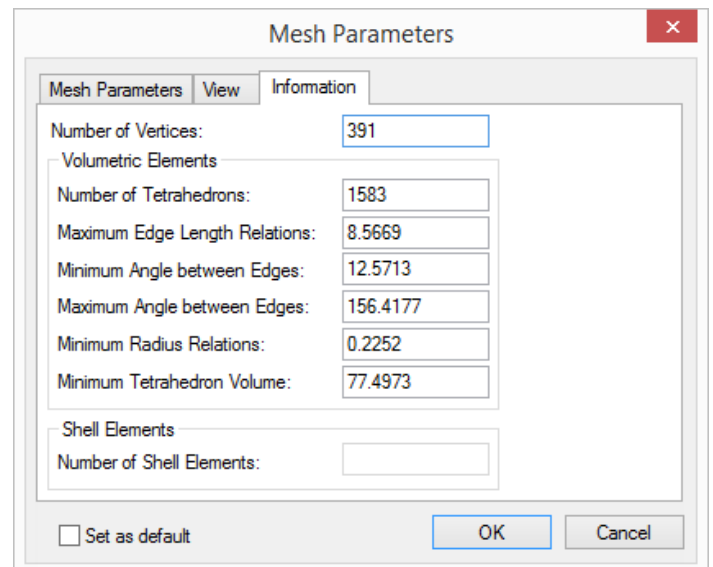 Mesh Parameters
Mesh Parameters View Information
Number of Vertices: 391
Volumetric Elements
Number of Tetrahedrons: 1583
Maximum Edge Length Relations: 8.5669
Minimum Angle between Edges: 12.5713
Maximum Angle between Edges: 156.4177
Minimum Radius Relations: 0.2252
Minimum Tetrahedron Volume: 77.4973
Shell Elements
Number of Shell Elements:
Set as default OK Cancel